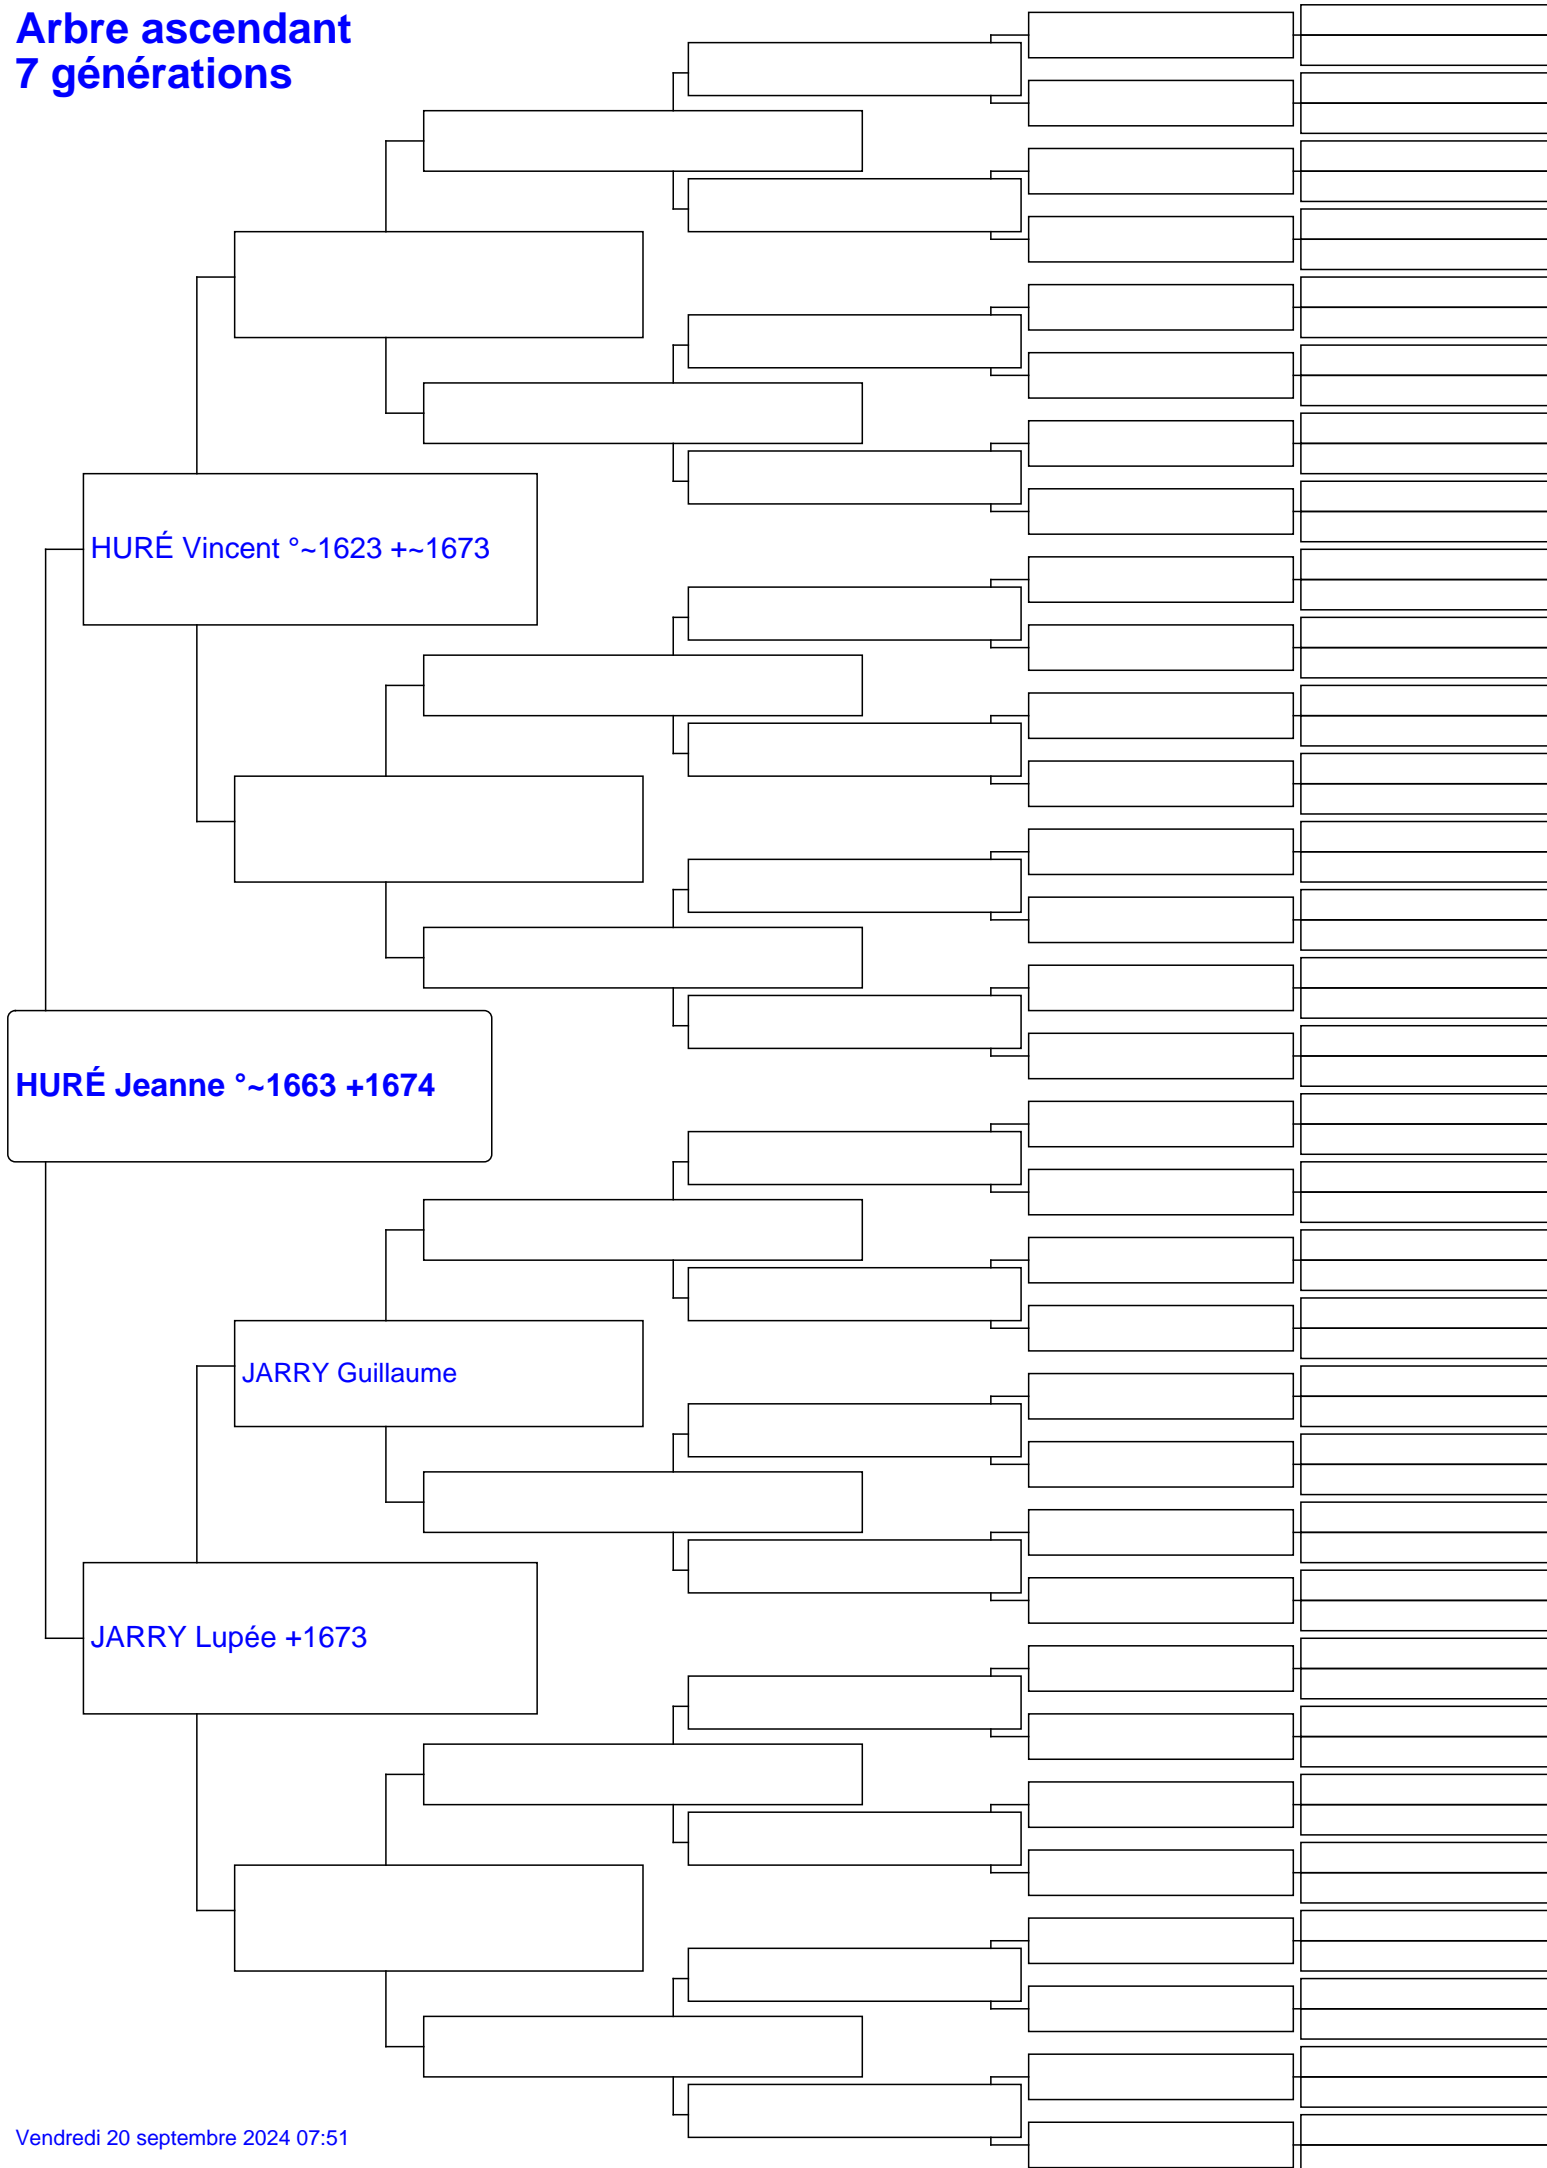 Arbre ascendant
7 générations
HURÉ Vincent °~1623 +~1673
HURÉ Jeanne °~1663 +1674
JARRY Guillaume
JARRY Lupée +1673
Vendredi 20 septembre 2024 07:51